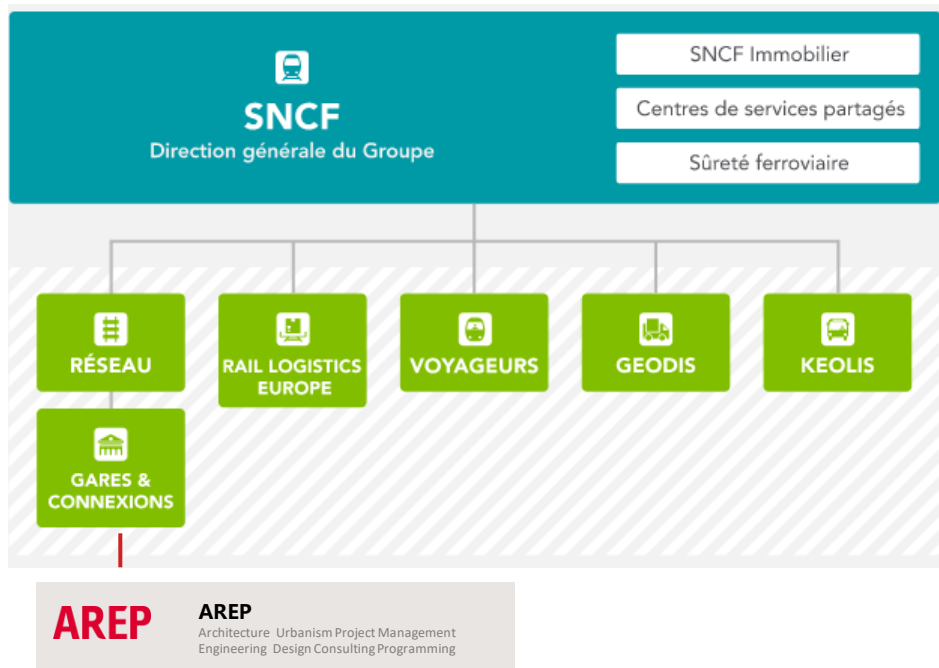 SNCF
Direction générale du Groupe
SNCF Immobilier
Centres de services partagés
Sûreté ferroviaire
RÉSEAU
RAIL LOGISTICS
EUROPE
VOYAGEURS
GEODIS
KEOLIS
GARES &
CONNEXIONS
AREP
AREP
Architecture Urbanism Project Management
Engineering Design Consulting Programming